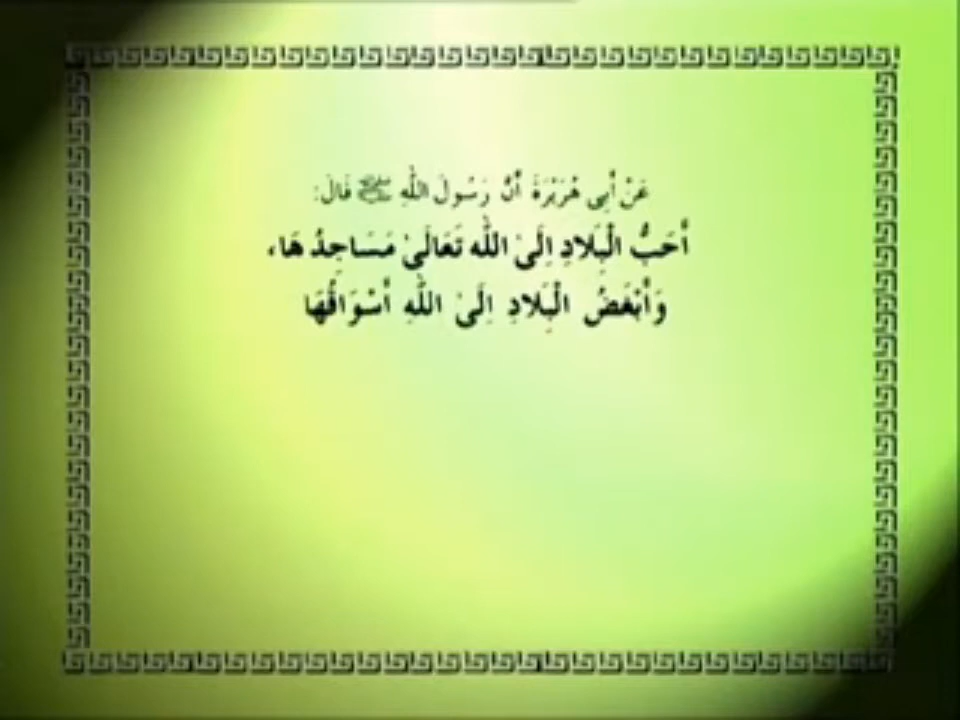 عَنْ أَبِى هُرَيْرَةَ أَنَّ رَسُولَ اللّٰهِ ﷺ قَالَ:
أَحَبُّ الْبِلَادِ اِلَىٰ اللّٰه تَعَالَىٰ مَسَاجِدُهَا،
وَأَبْغَضُ الْبِلَادِ اِلَىٰ اللّٰهِ أَسْوَاقُهَا